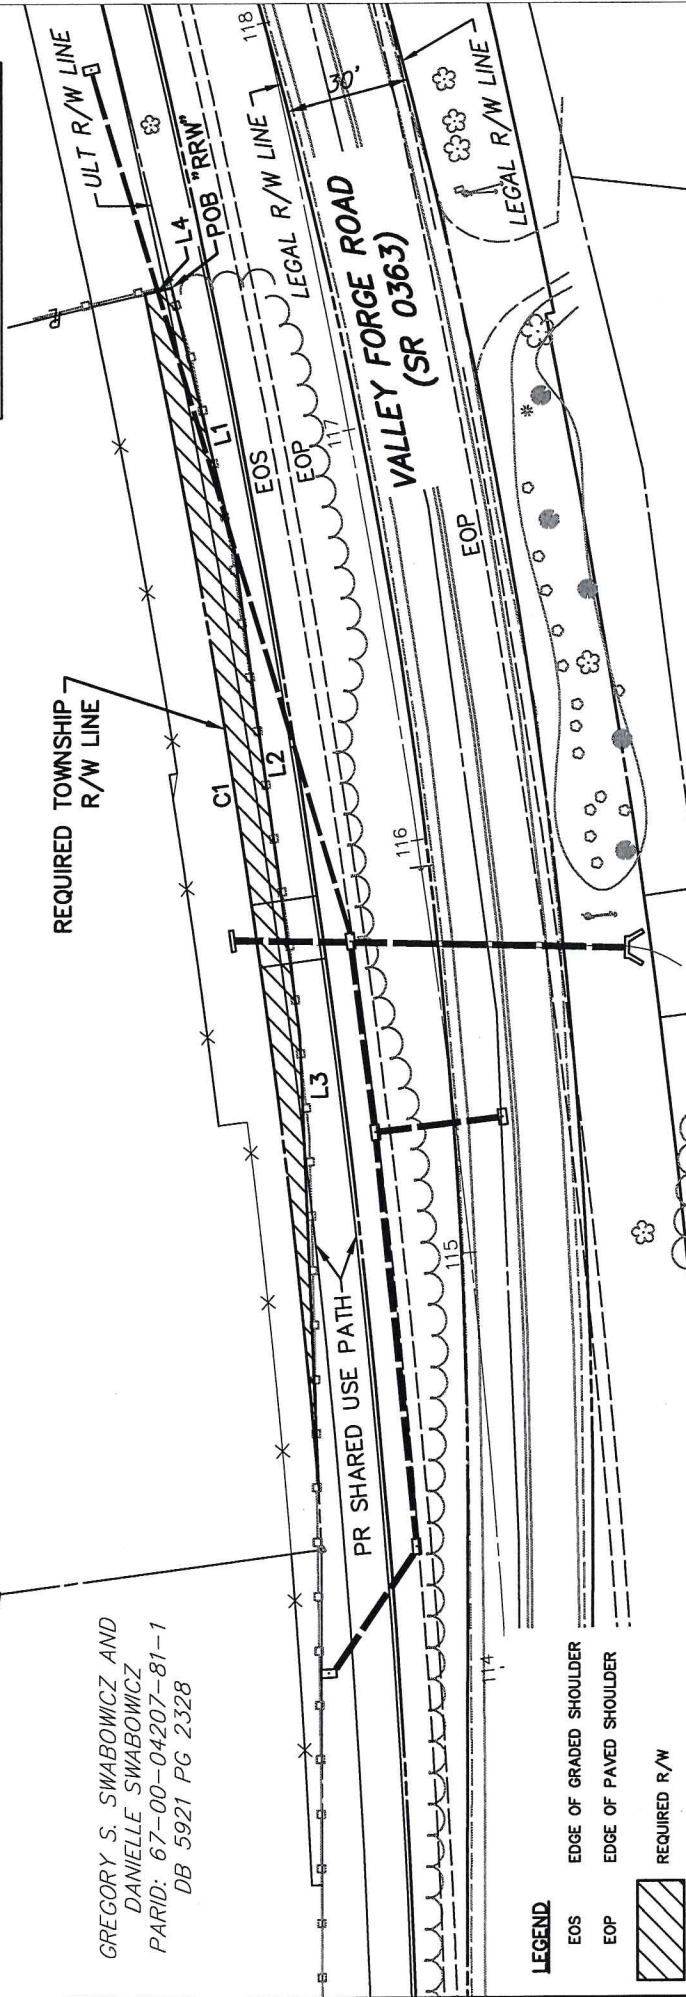 GREGORY S. SWABOWICZ AND
DANIELLE SWABOWICZ
PARID: 67-00-04207-81-1
DB 5921 PG 2328
REQUIRED TOWNSHIP
R/W LINE
ULT R/W LINE
L4
POB "RRW"
C1
L1
L2
L3
EOS
EOP
LEGAL R/W LINE
30'
118
117
116
115
114
VALLEY FORGE ROAD
(SR 0363)
EOP
LEGAL R/W LINE
PR SHARED USE PATH
LEGEND
EOS EDGE OF GRADED SHOULDER
EOP EDGE OF PAVED SHOULDER
REQUIRED R/W